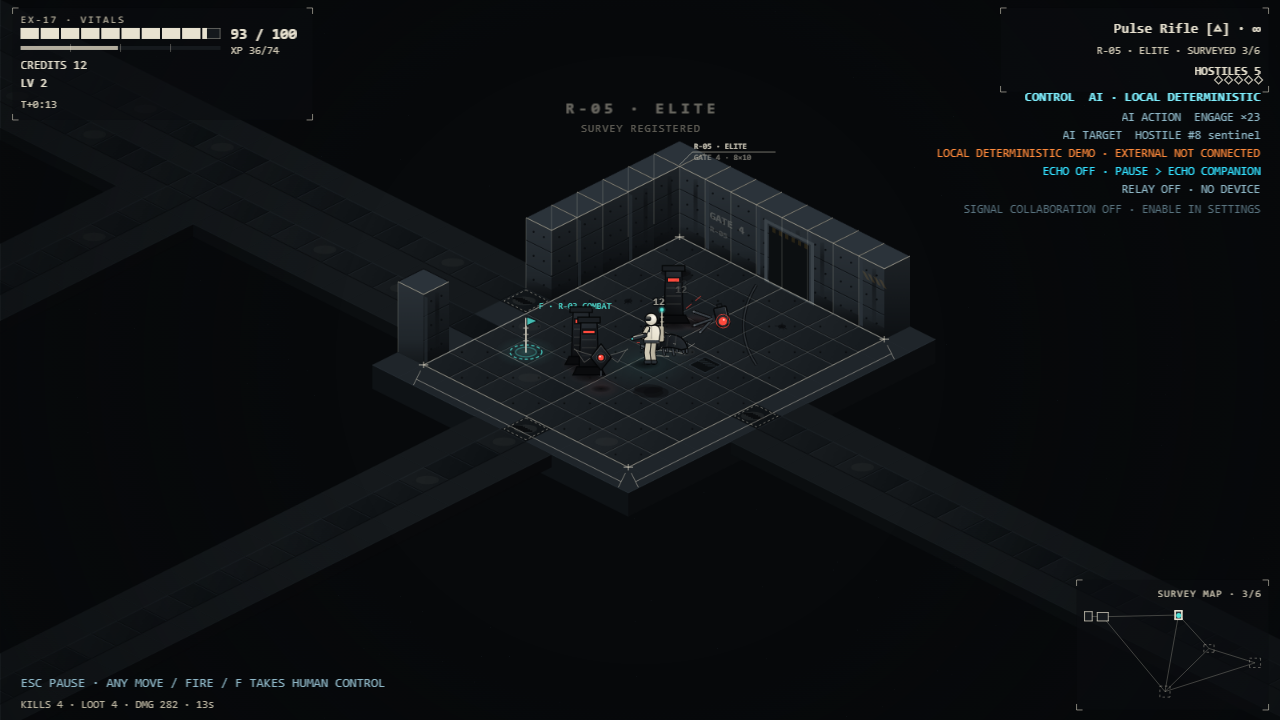 EX-17 · VITALS
93 / 100
XP 36/74
CREDITS 12
LV 2
T+0:13
Pulse Rifle [▲] · ∞
R-05 · ELITE · SURVEYED 3/6
HOSTILES 5
CONTROL AI · LOCAL DETERMINISTIC
AI ACTION ENGAGE ×23
AI TARGET HOSTILE #8 sentinel
LOCAL DETERMINISTIC DEMO · EXTERNAL NOT CONNECTED
ECHO OFF · PAUSE > ECHO COMPANION
RELAY OFF · NO DEVICE
SIGNAL COLLABORATION OFF · ENABLE IN SETTINGS
R-05 · ELITE
SURVEY REGISTERED
R-05 · ELITE
GATE 4 · 8×10
GATE 4
R-05
12
12
F · R-02 COMBAT
SURVEY MAP · 3/6
ESC PAUSE · ANY MOVE / FIRE / F TAKES HUMAN CONTROL
KILLS 4 · LOOT 4 · DMG 282 · 13s